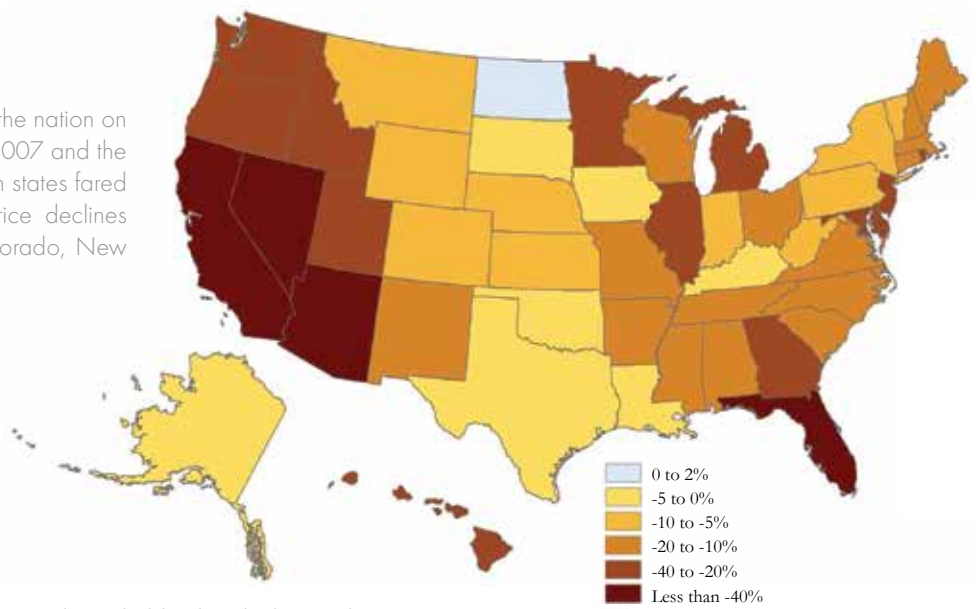 the nation on
007 and the
n states fared
rice declines
orado, New
0 to 2%
-5 to 0%
-10 to -5%
-20 to -10%
-40 to -20%
Less than -40%